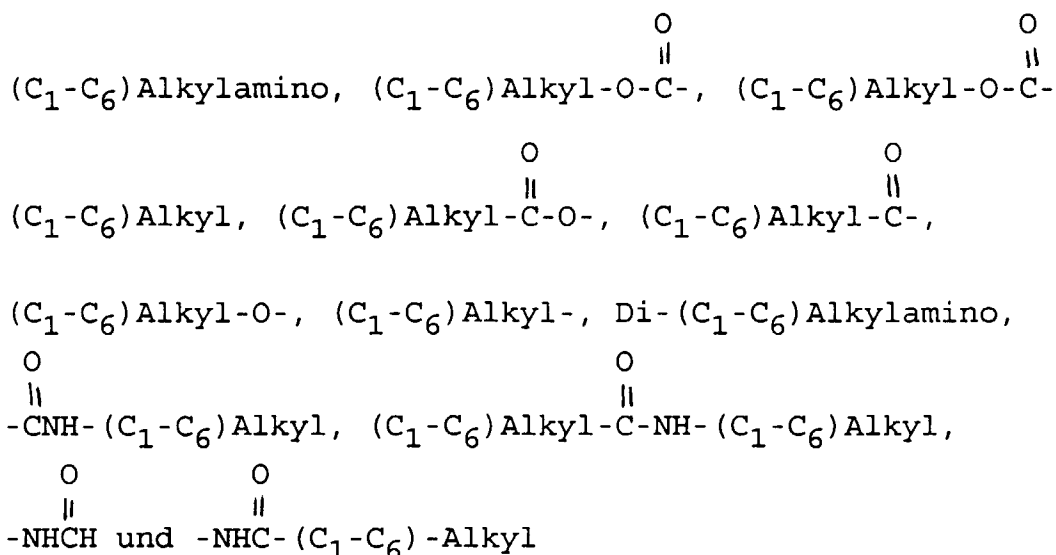 O O
|| ||
(C₁-C₆)Alkylamino, (C₁-C₆)Alkyl-O-C-, (C₁-C₆)Alkyl-O-C-
O O
|| ||
(C₁-C₆)Alkyl, (C₁-C₆)Alkyl-C-O-, (C₁-C₆)Alkyl-C-,
(C₁-C₆)Alkyl-O-, (C₁-C₆)Alkyl-, Di-(C₁-C₆)Alkylamino,
O O
|| ||
-CNH-(C₁-C₆)Alkyl, (C₁-C₆)Alkyl-C-NH-(C₁-C₆)Alkyl,
O O
|| ||
-NHCH und -NHC-(C₁-C₆)-Alkyl